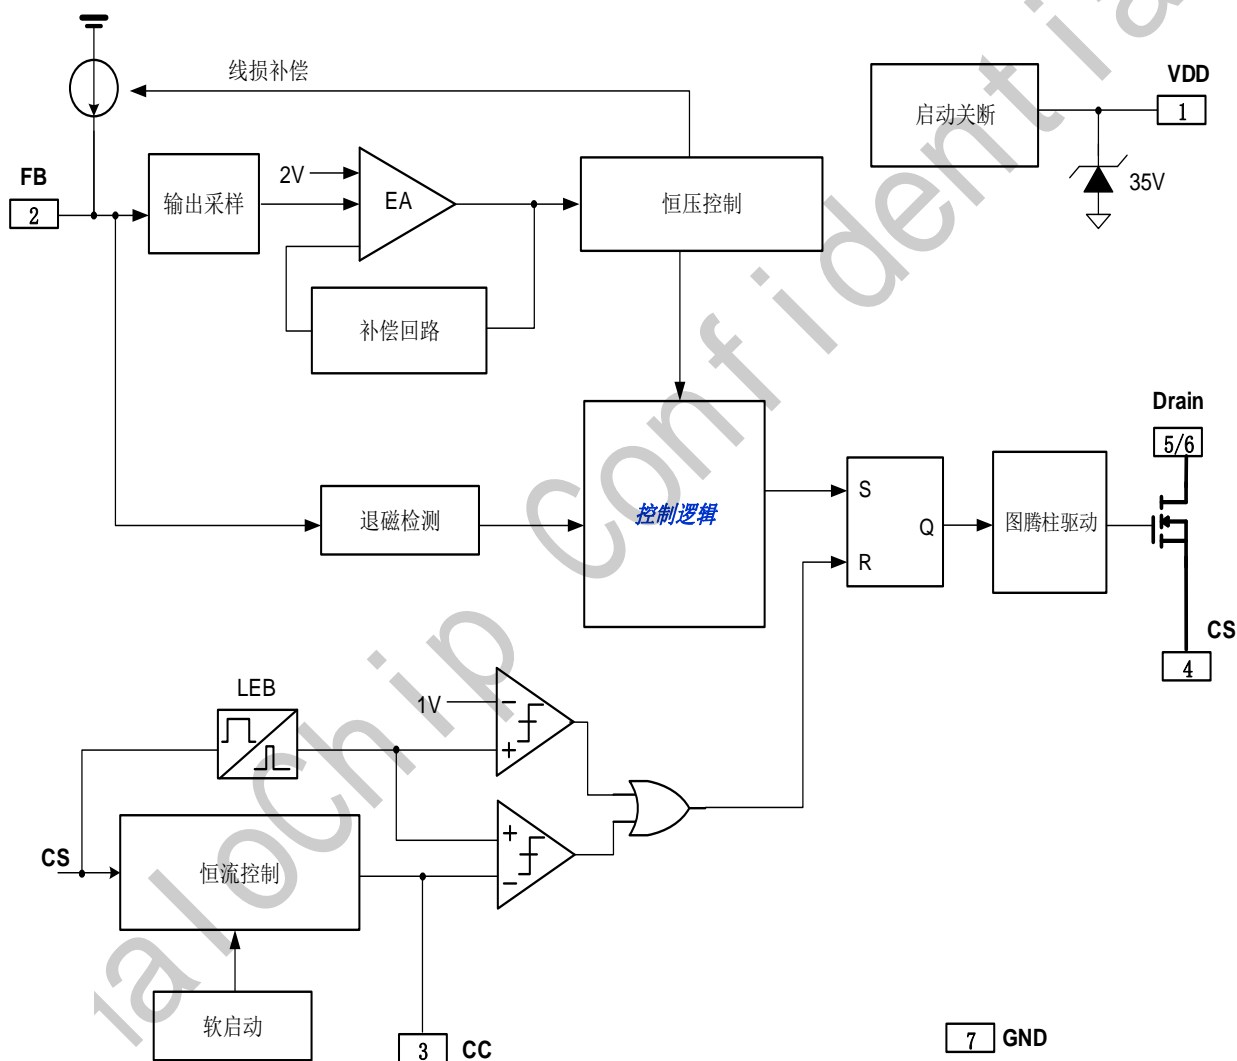 线损补偿
VDD
1
启动关断
35V
FB
2
输出采样
2V
EA
恒压控制
补偿回路
Drain
5/6
退磁检测
控制逻辑
S
Q
R
图腾柱驱动
CS
4
LEB
1V
-
+
CS
恒流控制
+
-
软启动
3 CC
7 GND
aloChip Confidentia